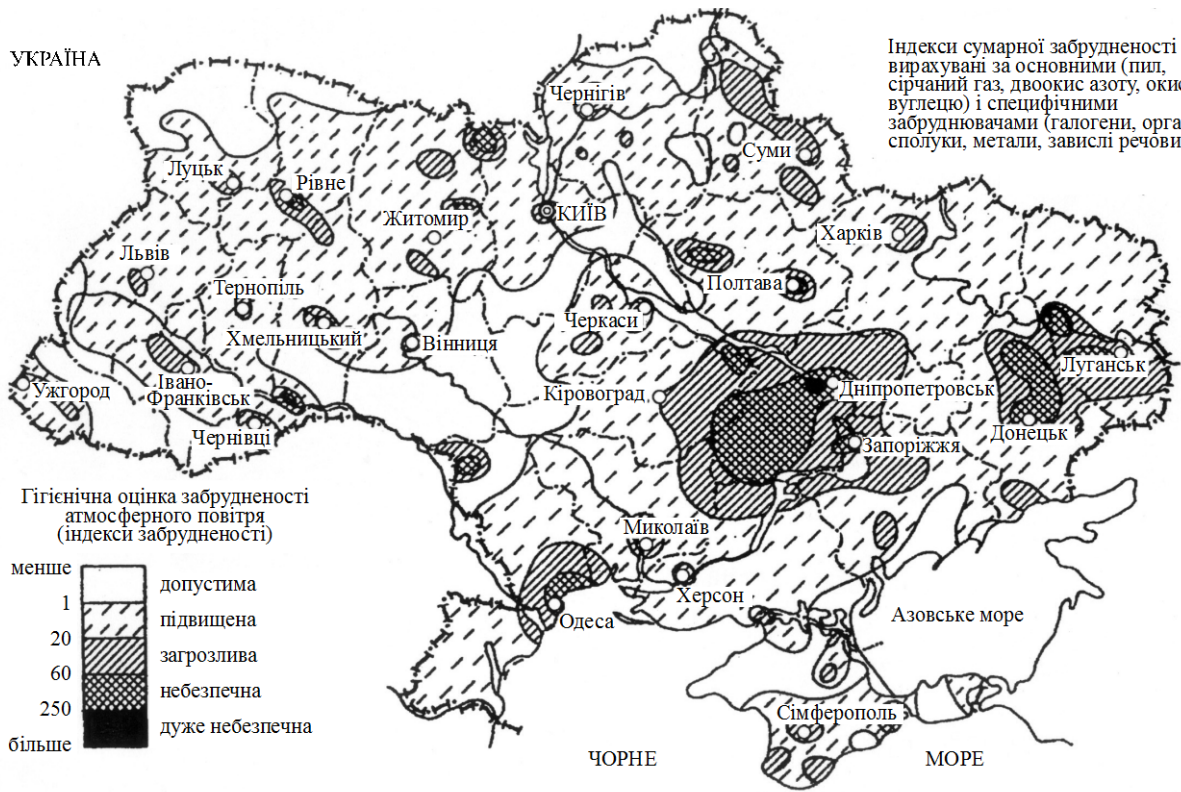 УКРАЇНА
Індекси сумарної забрудненості
вирахувані за основними (пил,
сірчаний газ, двоокис азоту, окис
вуглецю) і специфічними
забруднювачами (галогени, орга
сполуки, метали, завислі речови
Чернігів
Суми
Луцьк
Рівне
КИЇВ
Житомир
Харків
Львів
Полтава
Тернопіль
Черкаси
Хмельницький
Вінниця
Луганськ
Ужгород
Івано-
Франківськ
Кіровоград
Дніпропетровськ
Чернівці
Донецьк
Запоріжжя
Гігієнічна оцінка забрудненості
атмосферного повітря
(індекси забрудненості)
Миколаїв
Херсон
Одеса
Азовське море
менше
допустима
1
підвищена
20
загрозлива
60
небезпечна
250
дуже небезпечна
більше
Сімферополь
ЧОРНЕ МОРЕ